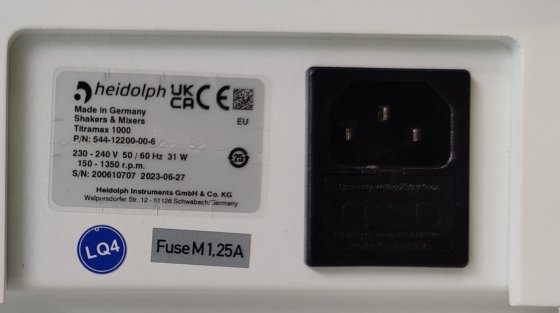 heidolph UK CA CE
Made in Germany
Shakers & Mixers
Titramax 1000
P/N: 544-12200-00-6
EU
230 - 240 V 50 / 60 Hz 31 W
150 - 1350 r.p.m.
25
S/N: 200610707 2023-06-27
Heidolph Instruments GmbH & Co. KG
Walpersdorfer Str. 12 - 91126 Schwabach/Germany
LQ4
Fuse M 1,25A